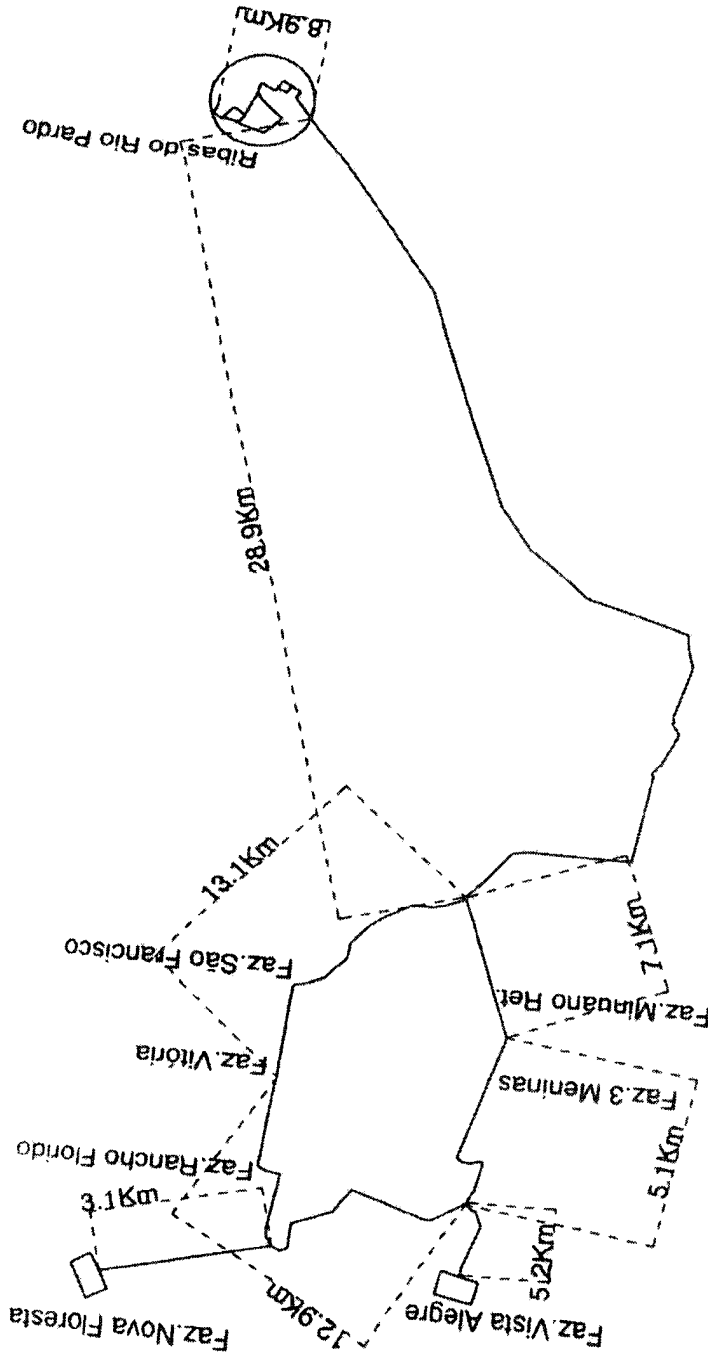 8.9Km
Ribas do Rio Pardo
28.9Km
13.1Km
Faz.São Francisco
7.1Km
Faz.Minuano Ret.
Faz.Vitória
Faz.3 Meninas
Faz.Rancho Florido
3.1Km
5.1Km
5.2Km
12.9Km
Faz.Nova Floresta
Faz.Vista Alegre